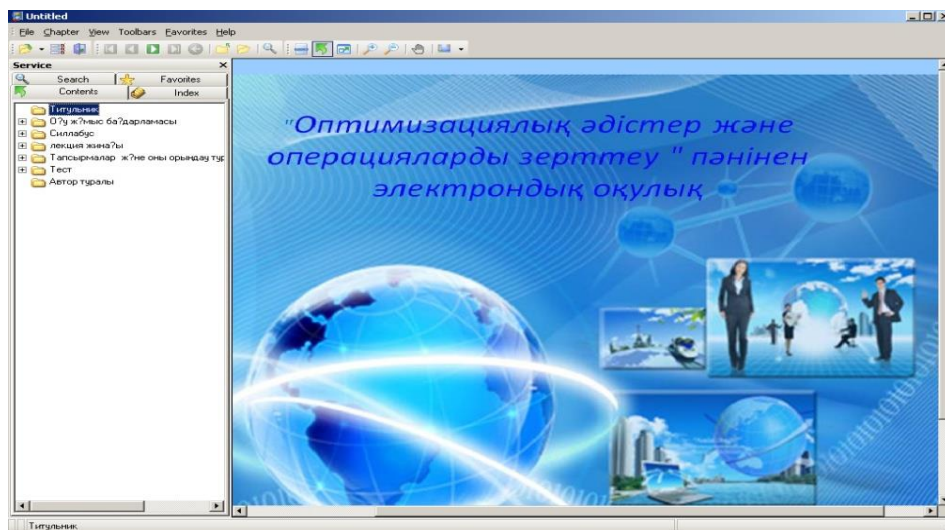 Untitled
File Chapter View Toolbars Favorites Help
Service
Search Favorites
Contents Index
Титульник
О?у ж?мыс ба?дарламасы
Силлабус
лекция жина?ы
Тапсырмалар ж?не оны орындау тур
Тест
Автор туралы
"Оптимизациялық әдістер және
операцияларды зерттеу " пәнінен
электрондық оқулық
Титульник